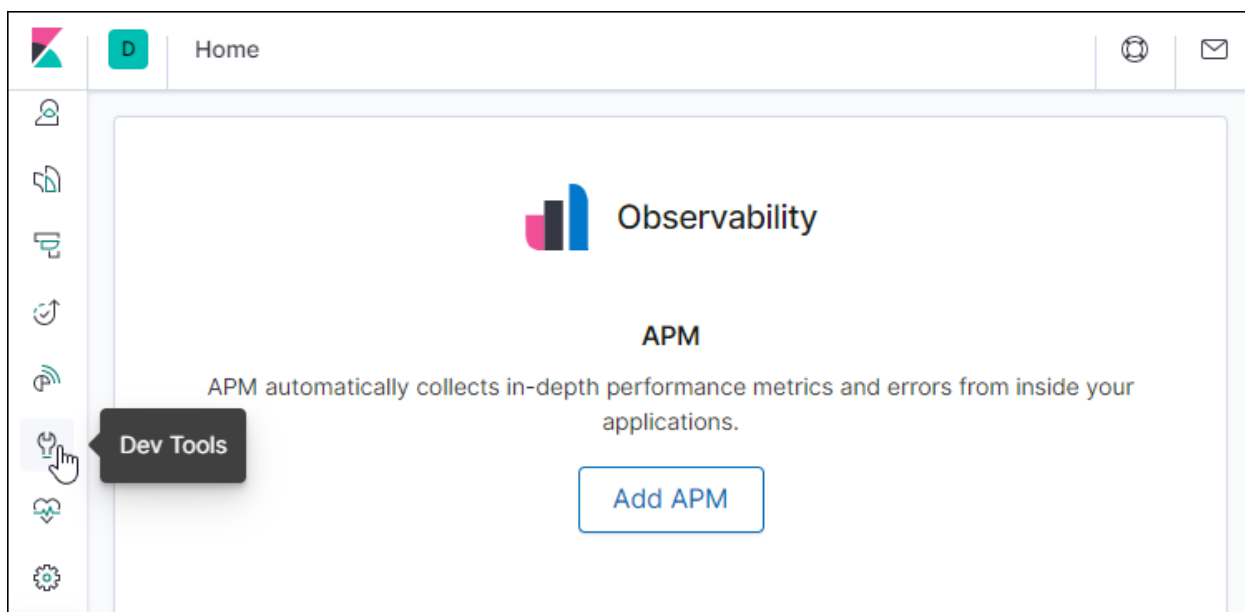 D
Home
Observability
APM
APM automatically collects in-depth performance metrics and errors from inside your
applications.
Dev Tools
Add APM